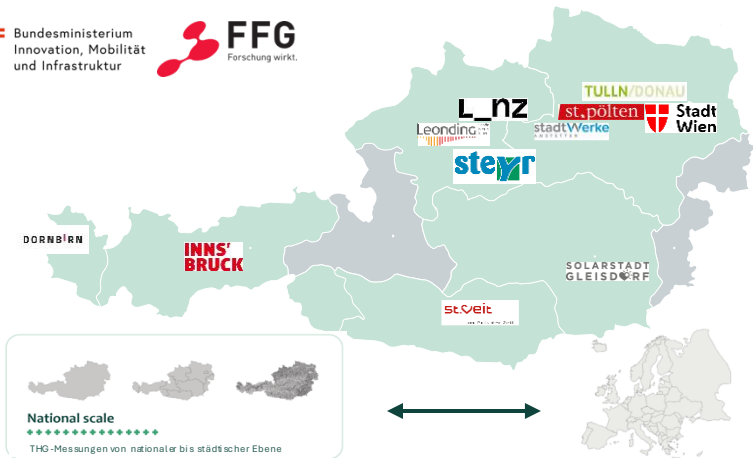 Bundesministerium
Innovation, Mobilität
und Infrastruktur
FFG
Forschung wirkt.
TULLN/DONAU
L_nz
st.pölten
Stadt
Wien
Leonding
stadtWerke
AMSTETTEN
steyr
DORNBIRN
INNS'
BRUCK
SOLARSTADT
GLEISDORF
st.veit
National scale
THG-Messungen von nationaler bis städtischer Ebene